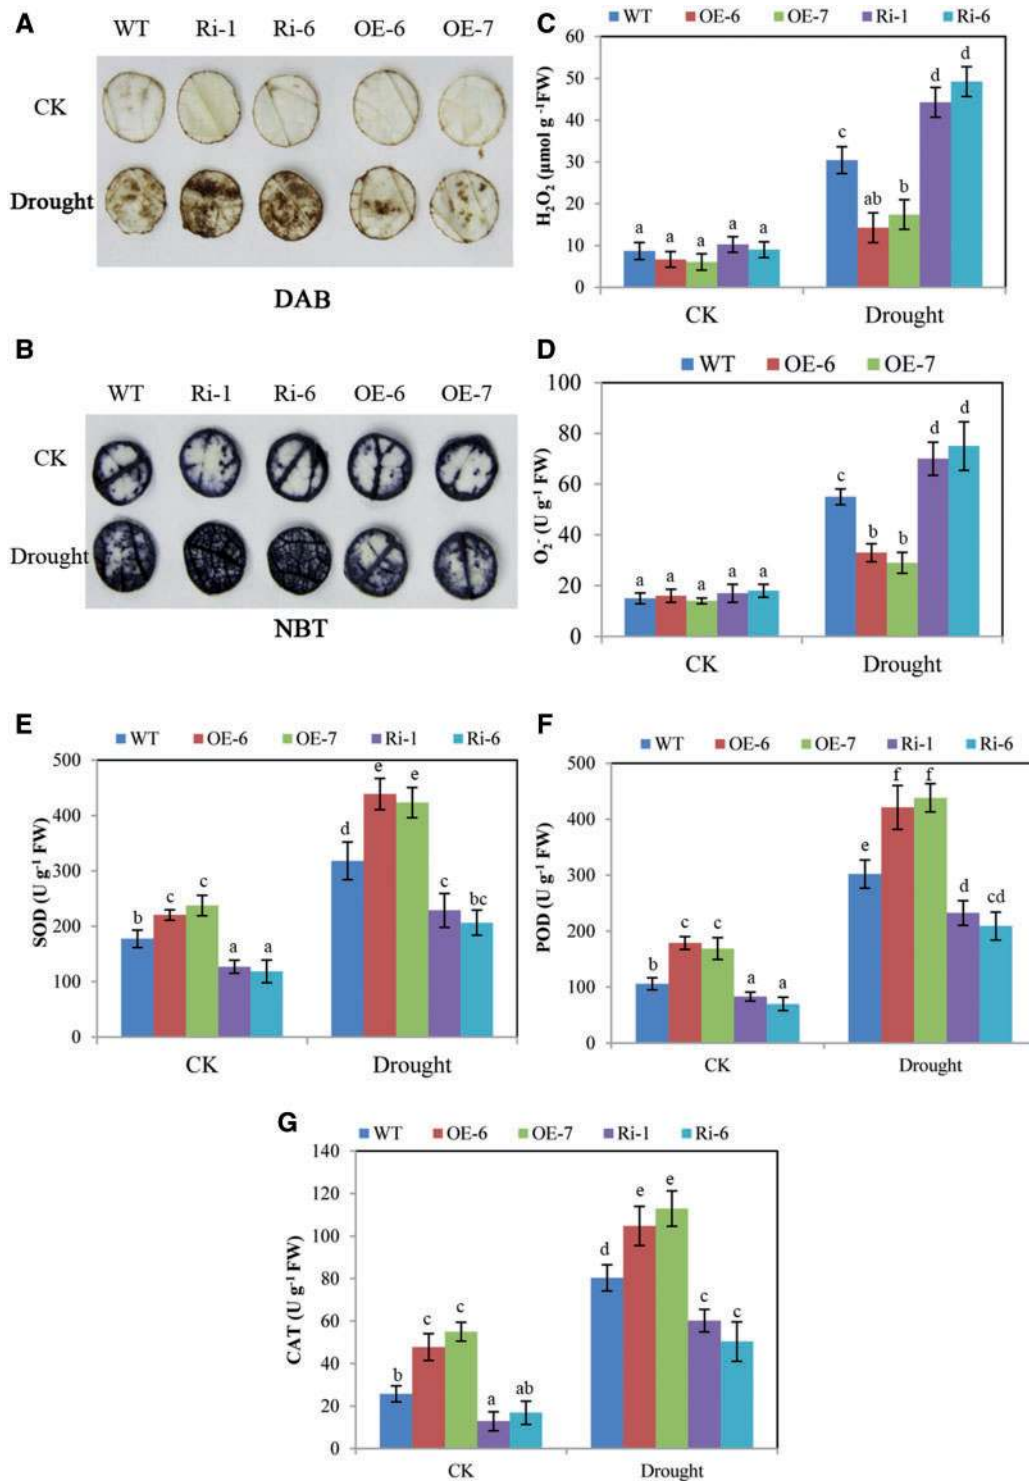 A
WT Ri-1 Ri-6 OE-6 OE-7
CK
Drought
DAB
B
WT Ri-1 Ri-6 OE-6 OE-7
CK
Drought
NBT
C
WT OE-6 OE-7 Ri-1 Ri-6
H₂O₂ (μmol g⁻¹FW)
60
50
40
30
20
10
0
a a a a a
c ab b d d
CK Drought
D
WT OE-6 OE-7
O₂⁻ (U g⁻¹ FW)
100
80
60
40
20
0
a a a a a
c b b d d
CK Drought
E
WT OE-6 OE-7 Ri-1 Ri-6
SOD (U g⁻¹ FW)
500
400
300
200
100
0
b c c a a
d e e c bc
CK Drought
F
WT OE-6 OE-7 Ri-1 Ri-6
POD (U g⁻¹ FW)
500
400
300
200
100
0
b c c a a
e f f d cd
CK Drought
G
WT OE-6 OE-7 Ri-1 Ri-6
CAT (U g⁻¹ FW)
140
120
100
80
60
40
20
0
b c c a ab
d e e c c
CK Drought